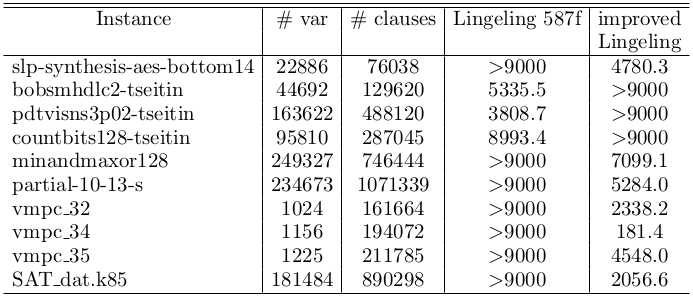 Instance # var # clauses Lingeling 587f improved
Lingeling
slp-synthesis-aes-bottom14 22886 76038 >9000 4780.3
bobsmhdlc2-tseitin 44692 129620 5335.5 >9000
pdtvisns3p02-tseitin 163622 488120 3808.7 >9000
countbits128-tseitin 95810 287045 8993.4 >9000
minandmaxor128 249327 746444 >9000 7099.1
partial-10-13-s 234673 1071339 >9000 5284.0
vmpc_32 1024 161664 >9000 2338.2
vmpc_34 1156 194072 >9000 181.4
vmpc_35 1225 211785 >9000 4548.0
SAT_dat.k85 181484 890298 >9000 2056.6